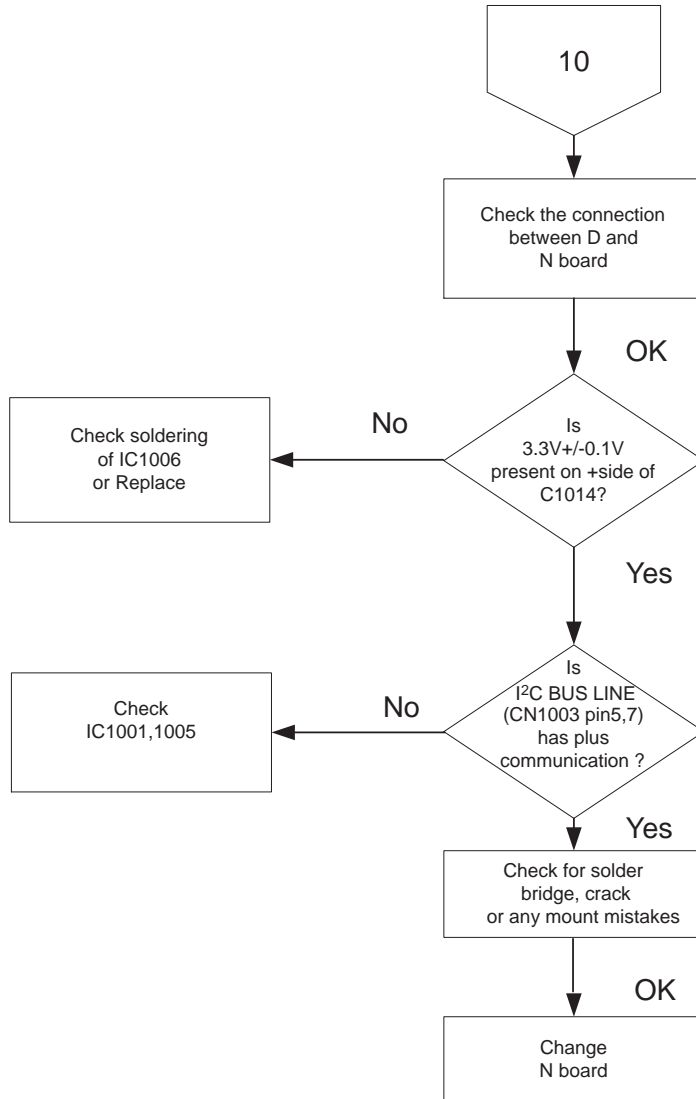 10
Check the connection
between D and
N board
OK
Is
3.3V+/-0.1V
present on +side of
C1014?
No
Check soldering
of IC1006
or Replace
Yes
Is
I²C BUS LINE
(CN1003 pin5,7)
has plus
communication ?
No
Check
IC1001,1005
Yes
Check for solder
bridge, crack
or any mount mistakes
OK
Change
N board